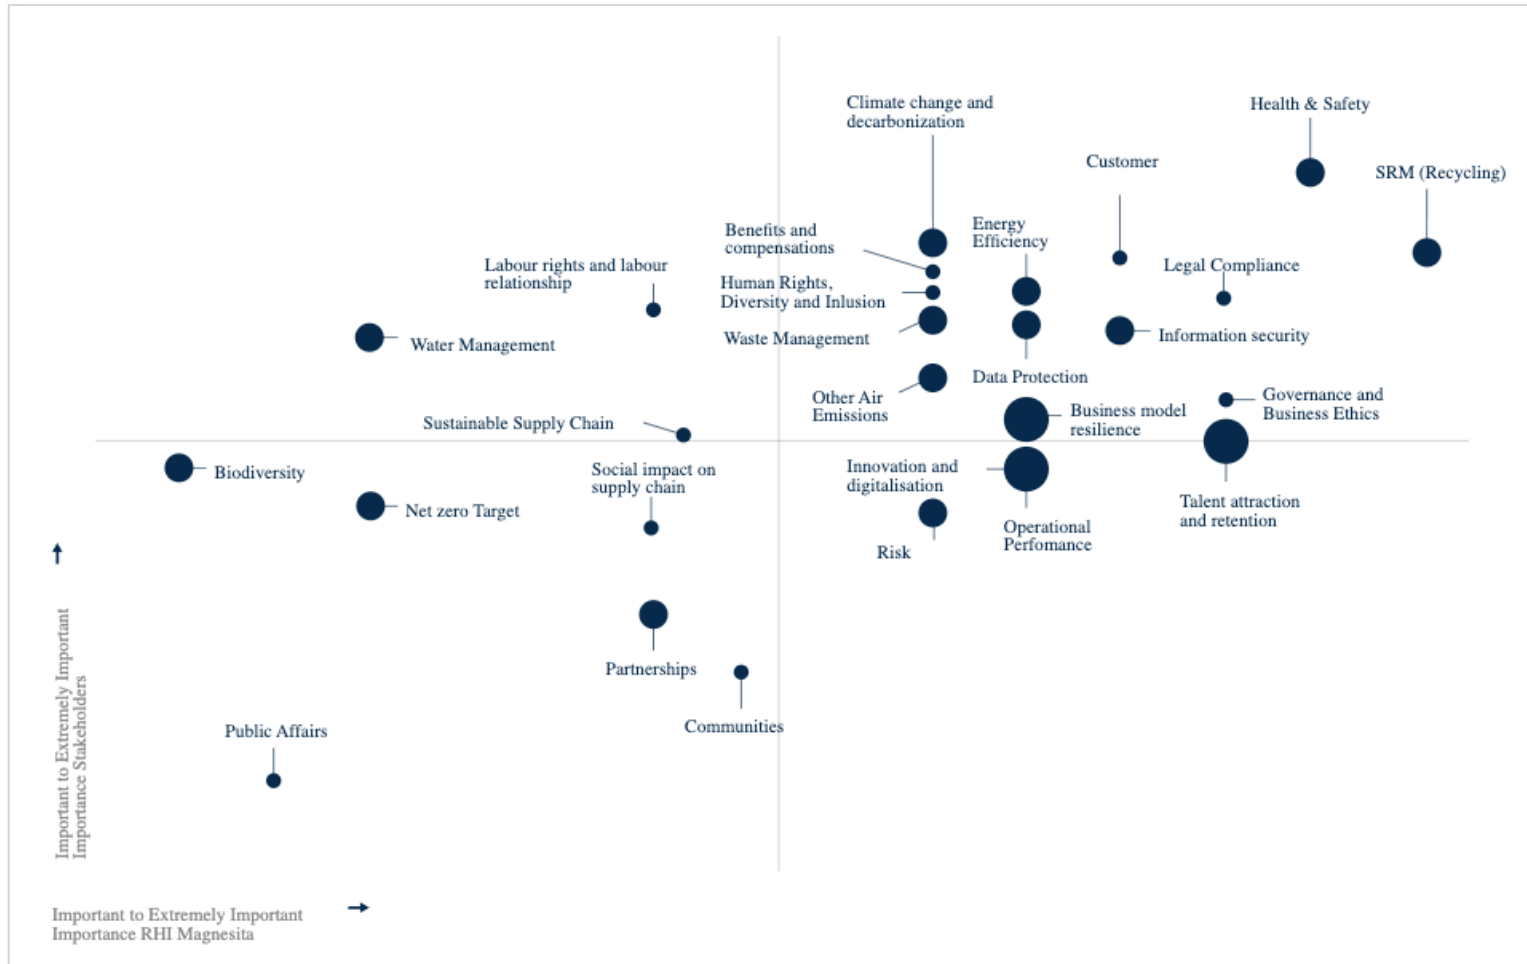 Climate change and
decarbonization
Health & Safety
Customer
SRM (Recycling)
Benefits and
compensations
Energy
Efficiency
Labour rights and labour
relationship
Legal Compliance
Human Rights,
Diversity and Inlusion
Water Management
Waste Management
Information security
Data Protection
Other Air
Emissions
Governance and
Business Ethics
Business model
resilience
Sustainable Supply Chain
Biodiversity
Social impact on
supply chain
Innovation and
digitalisation
Net zero Target
Talent attraction
and retention
Operational
Perfomance
Risk
Partnerships
Communities
Public Affairs
Important to Extremely Important
Importance Stakeholders
Important to Extremely Important
Importance RHI Magnesita